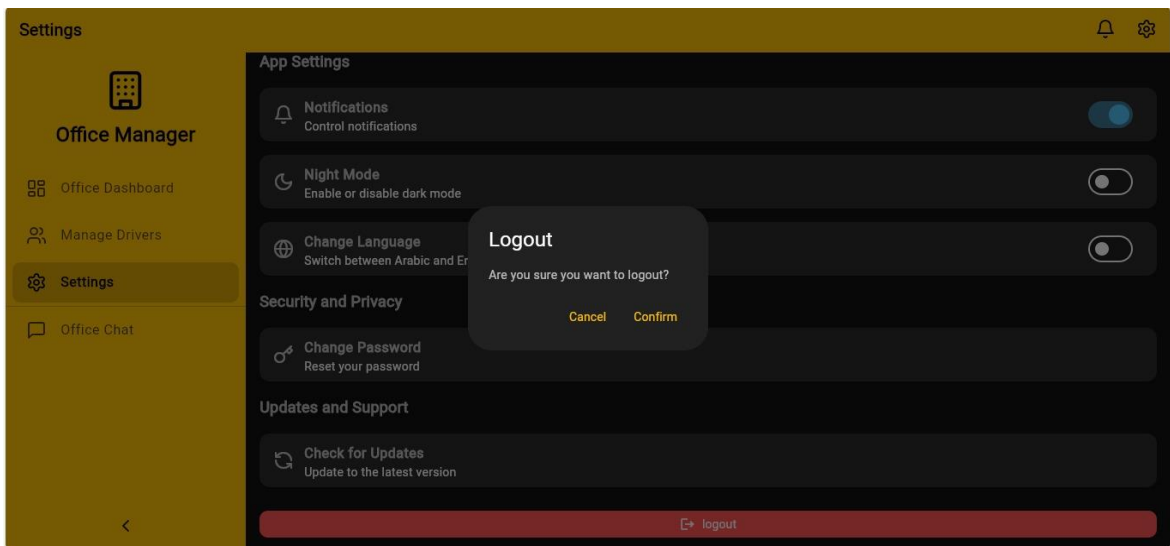 Settings
Office Manager
Office Dashboard
Manage Drivers
Settings
Office Chat
App Settings
Notifications
Control notifications
Night Mode
Enable or disable dark mode
Change Language
Switch between Arabic and Er
Security and Privacy
Change Password
Reset your password
Updates and Support
Check for Updates
Update to the latest version
logout
Logout
Are you sure you want to logout?
Cancel Confirm